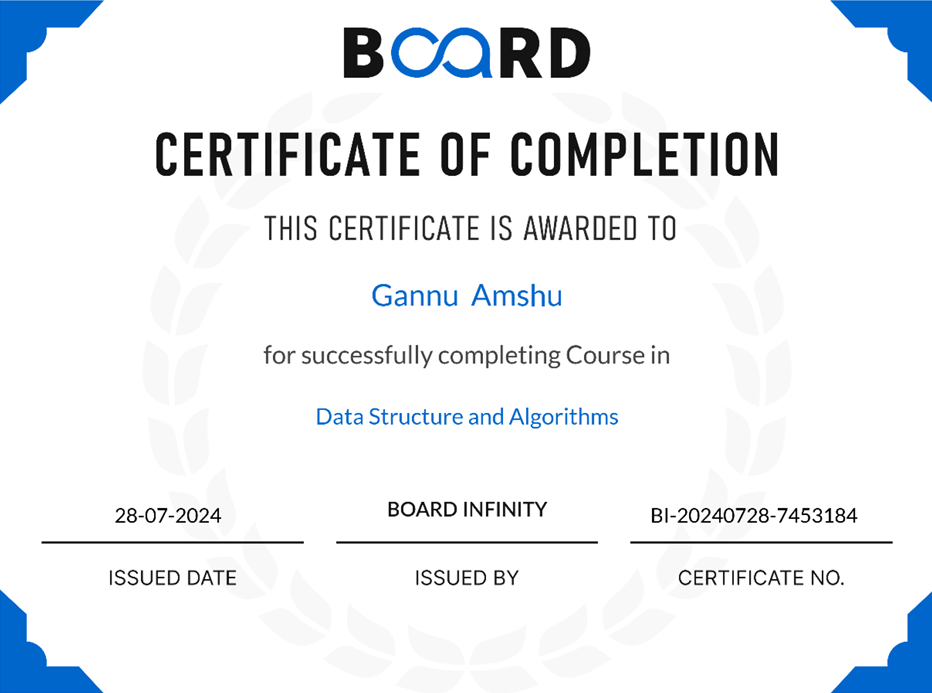 BOARD
CERTIFICATE OF COMPLETION
THIS CERTIFICATE IS AWARDED TO
Gannu Amshu
for successfully completing Course in
Data Structure and Algorithms
28-07-2024
BOARD INFINITY
BI-20240728-7453184
ISSUED DATE
ISSUED BY
CERTIFICATE NO.